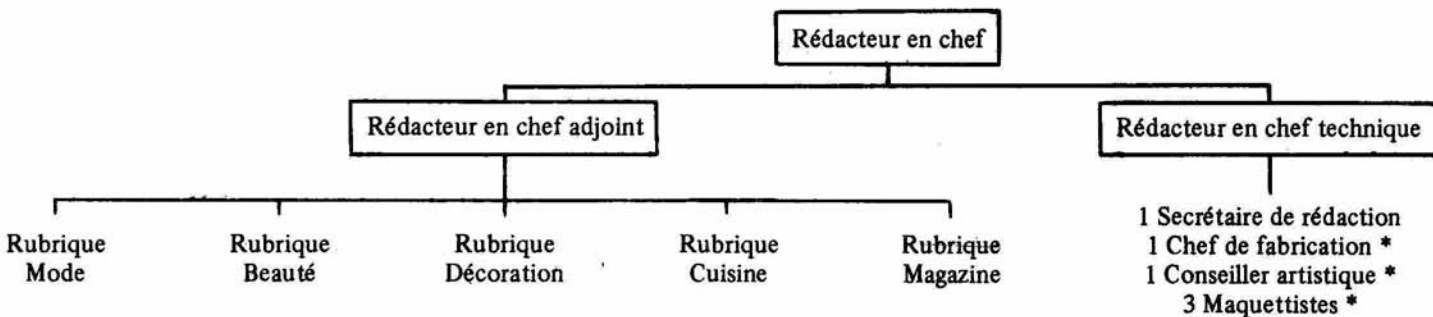 Rédacteur en chef
Rédacteur en chef adjoint
Rédacteur en chef technique
Rubrique
Mode
Rubrique
Beauté
Rubrique
Décoration
Rubrique
Cuisine
Rubrique
Magazine
1 Secrétaire de rédaction
1 Chef de fabrication *
1 Conseiller artistique *
3 Maquettistes *